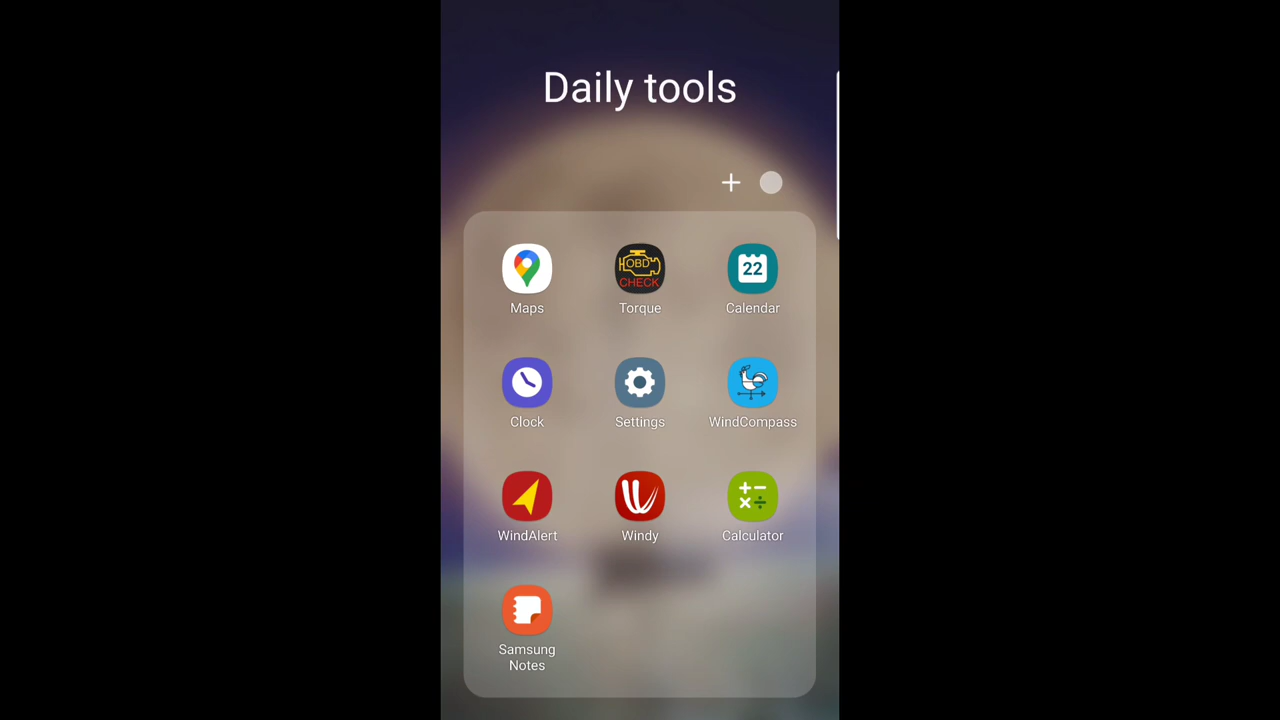 Daily tools
OBD
CHECK
22
Maps
Torque
Calendar
Clock
Settings
WindCompass
WindAlert
Windy
Calculator
Samsung
Notes